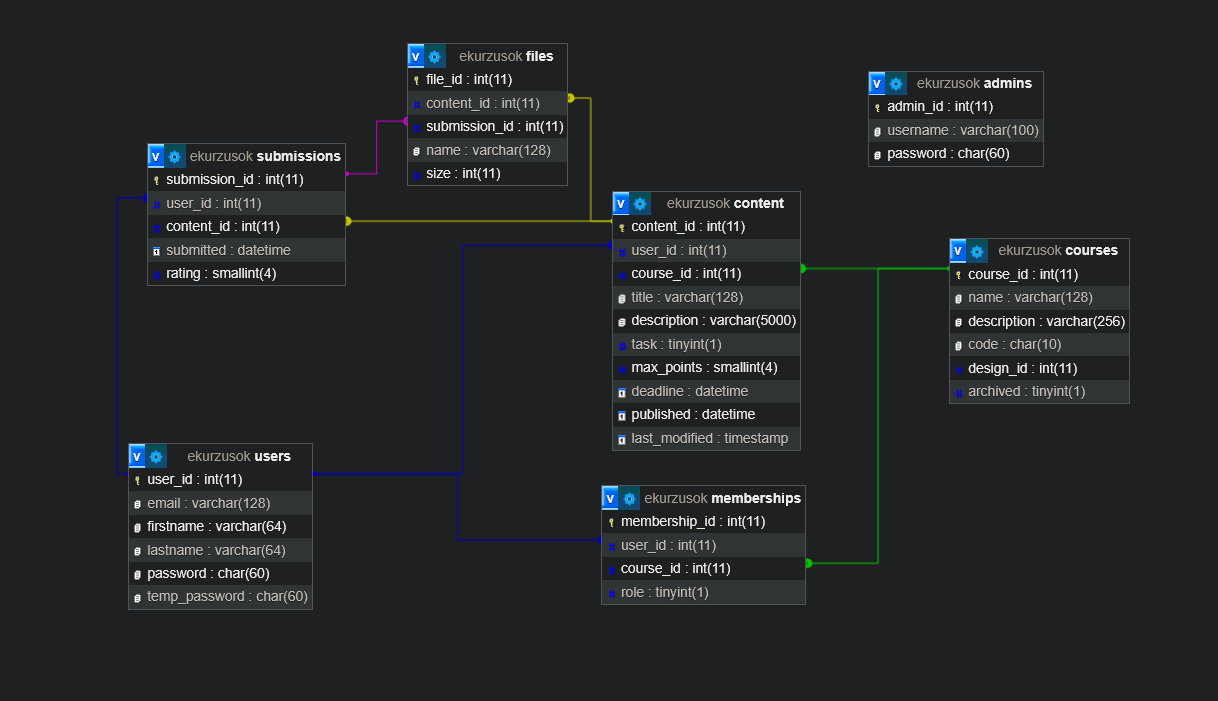 ekurzusok files
file_id : int(11)
content_id : int(11)
submission_id : int(11)
name : varchar(128)
size : int(11)
ekurzusok admins
admin_id : int(11)
username : varchar(100)
password : char(60)
ekurzusok submissions
submission_id : int(11)
user_id : int(11)
content_id : int(11)
submitted : datetime
rating : smallint(4)
ekurzusok content
content_id : int(11)
user_id : int(11)
course_id : int(11)
title : varchar(128)
description : varchar(5000)
task : tinyint(1)
max_points : smallint(4)
deadline : datetime
published : datetime
last_modified : timestamp
ekurzusok courses
course_id : int(11)
name : varchar(128)
description : varchar(256)
code : char(10)
design_id : int(11)
archived : tinyint(1)
ekurzusok users
user_id : int(11)
email : varchar(128)
firstname : varchar(64)
lastname : varchar(64)
password : char(60)
temp_password : char(60)
ekurzusok memberships
membership_id : int(11)
user_id : int(11)
course_id : int(11)
role : tinyint(1)